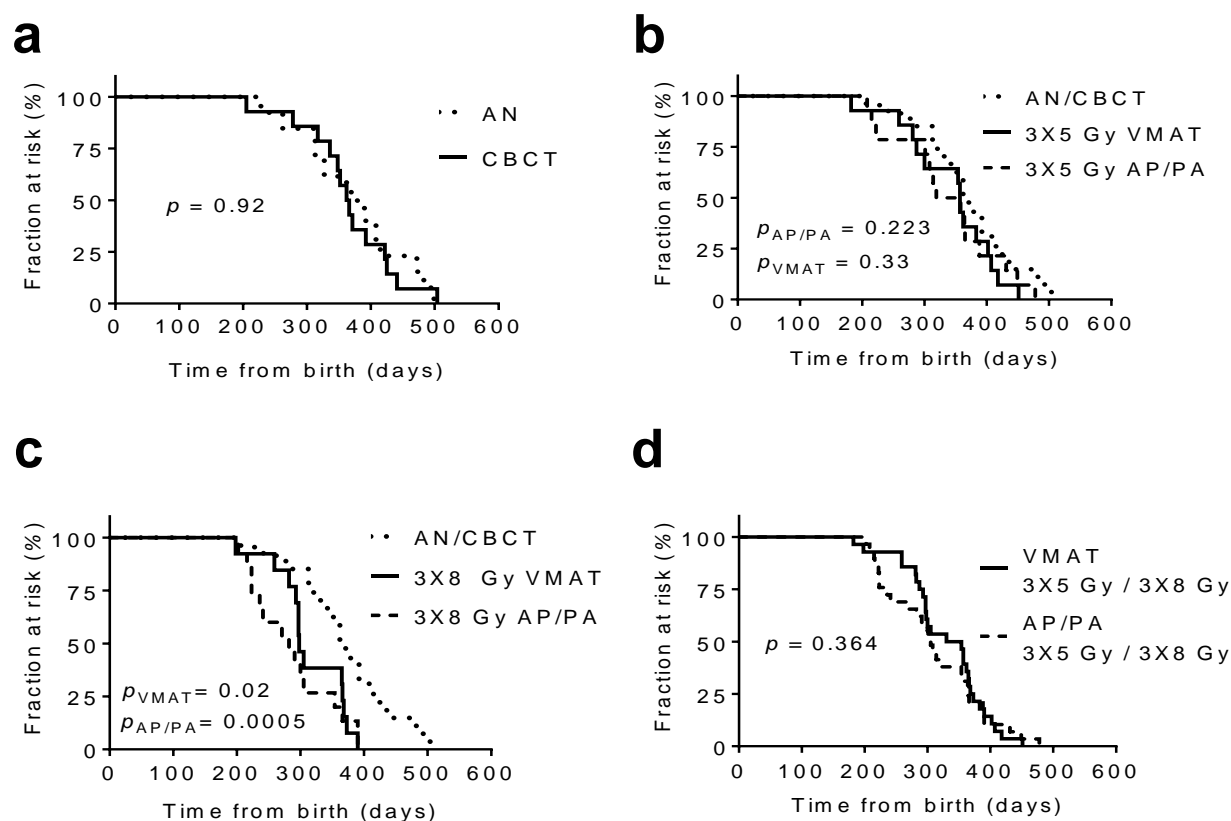 a
100
75
50
25
0
Fraction at risk (%)
AN
CBCT
p = 0.92
0 100 200 300 400 500 600
Time from birth (days)
b
100
75
50
25
0
Fraction at risk (%)
AN/CBCT
3X5 Gy VMAT
3X5 Gy AP/PA
pAP/PA = 0.223
pVMAT = 0.33
0 100 200 300 400 500 600
Time from birth (days)
c
100
75
50
25
0
Fraction at risk (%)
AN/CBCT
3X8 Gy VMAT
3X8 Gy AP/PA
pVMAT= 0.02
pAP/PA= 0.0005
0 100 200 300 400 500 600
Time from birth (days)
d
100
75
50
25
0
Fraction at risk (%)
VMAT
3X5 Gy / 3X8 Gy
AP/PA
3X5 Gy / 3X8 Gy
p = 0.364
0 100 200 300 400 500 600
Time from birth (days)